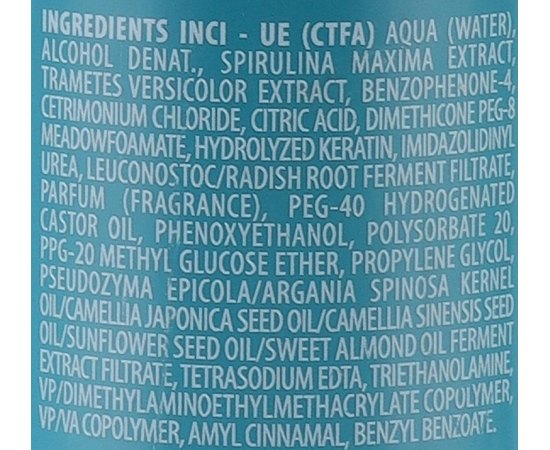 INGREDIENTS INCI - UE (CTFA) AQUA (WATER),
ALCOHOL DENAT., SPIRULINA MAXIMA EXTRACT,
TRAMETES VERSICOLOR EXTRACT, BENZOPHENONE-4,
CETRIMONIUM CHLORIDE, CITRIC ACID, DIMETHICONE PEG-8
MEADOWFOAMATE, HYDROLYZED KERATIN, IMIDAZOLIDINYL
UREA, LEUCONOSTOC/RADISH ROOT FERMENT FILTRATE,
PARFUM (FRAGRANCE), PEG-40 HYDROGENATED
CASTOR OIL, PHENOXYETHANOL, POLYSORBATE 20,
PPG-20 METHYL GLUCOSE ETHER, PROPYLENE GLYCOL,
PSEUDOZYMA EPICOLA/ARGANIA SPINOSA KERNEL
OIL/CAMELLIA JAPONICA SEED OIL/CAMELLIA SINENSIS SEED
OIL/SUNFLOWER SEED OIL/SWEET ALMOND OIL FERMENT
EXTRACT FILTRATE, TETRASODIUM EDTA, TRIETHANOLAMINE,
VP/DIMETHYLAMINOETHYLMETHACRYLATE COPOLYMER,
VP/VA COPOLYMER, AMYL CINNAMAL, BENZYL BENZOATE.